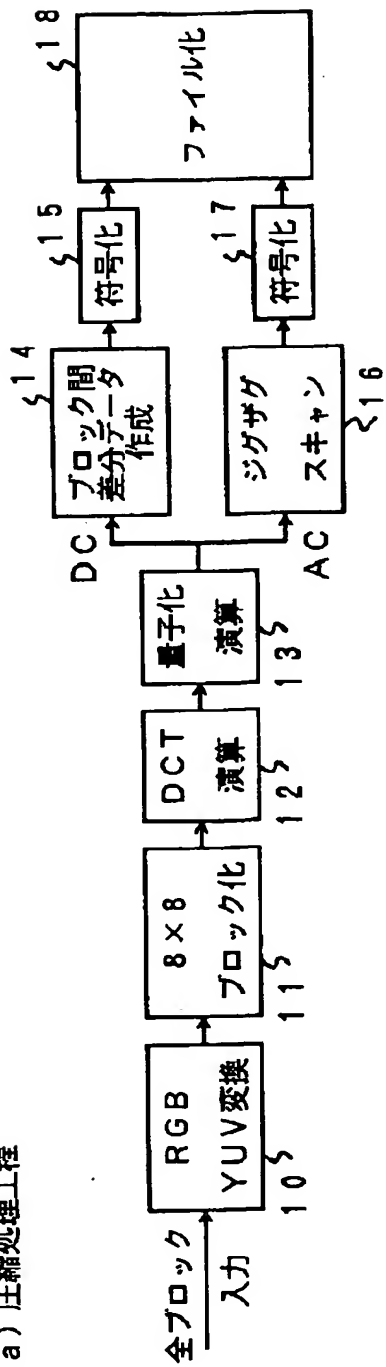 a) 圧縮処理工程
全ブロック
入力
RGB
YUV変換
10
8×8
ブロック化
11
DCT
演算
12
量子化
演算
13
DC
AC
ブロック間
差分データ
作成
14
符号化
15
ジグザグ
スキャン
16
符号化
17
ファイル化
18